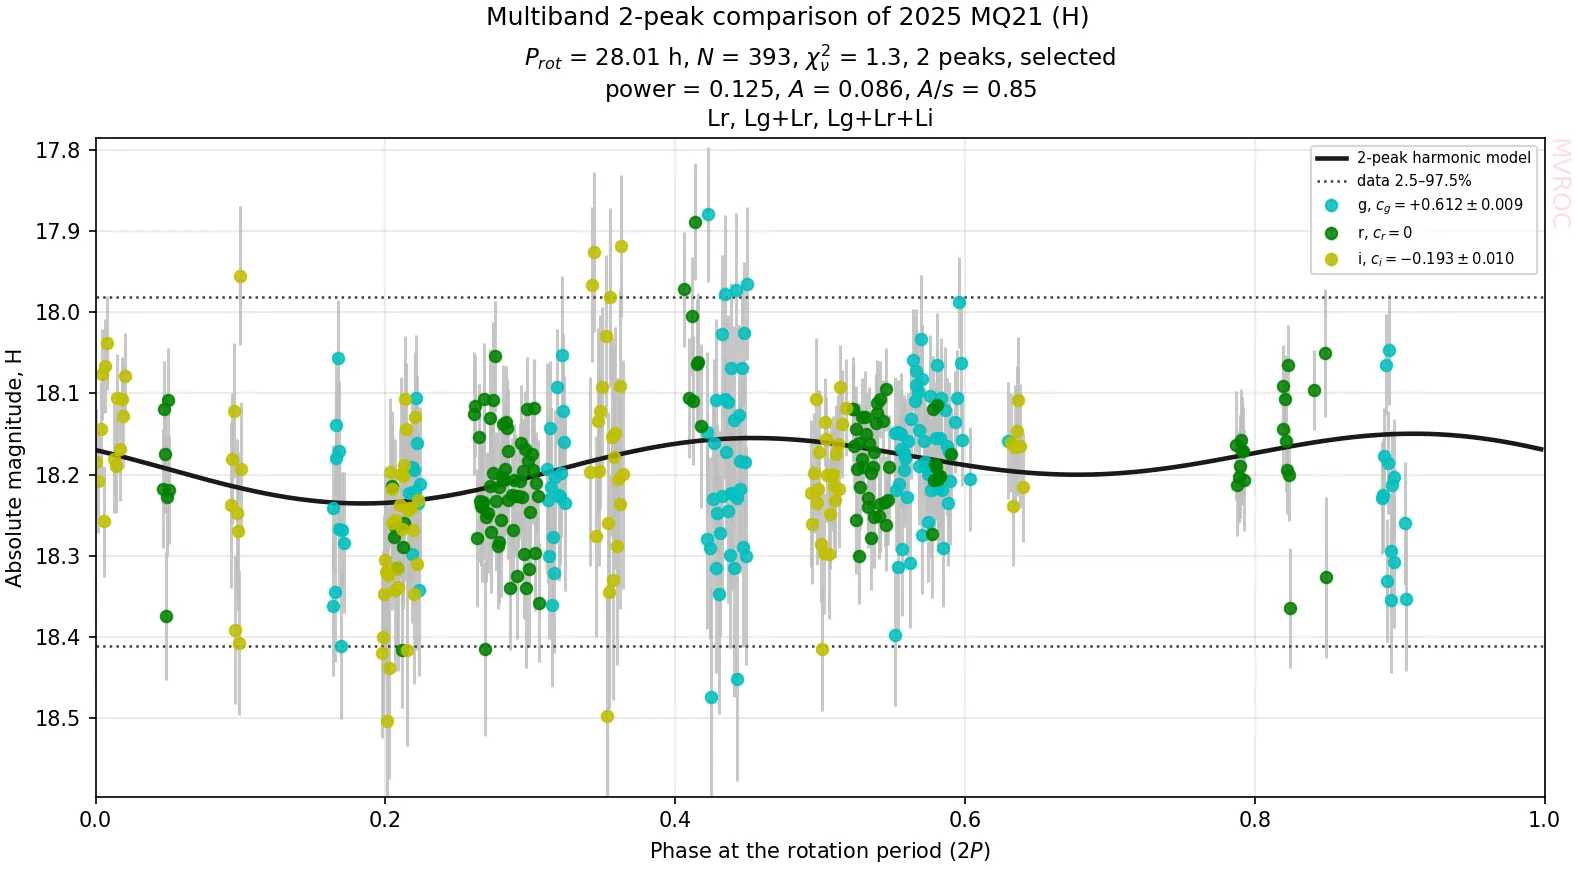 Multiband 2-peak comparison of 2025 MQ21 (H)
P_rot = 28.01 h, N = 393, χ²_ν = 1.3, 2 peaks, selected
power = 0.125, A = 0.086, A/s = 0.85
Lr, Lg+Lr, Lg+Lr+Li
MVROC
2-peak harmonic model
data 2.5–97.5%
g, c_g = +0.612 ± 0.009
r, c_r = 0
i, c_i = −0.193 ± 0.010
Absolute magnitude, H
17.8
17.9
18.0
18.1
18.2
18.3
18.4
18.5
0.0 0.2 0.4 0.6 0.8 1.0
Phase at the rotation period (2P)